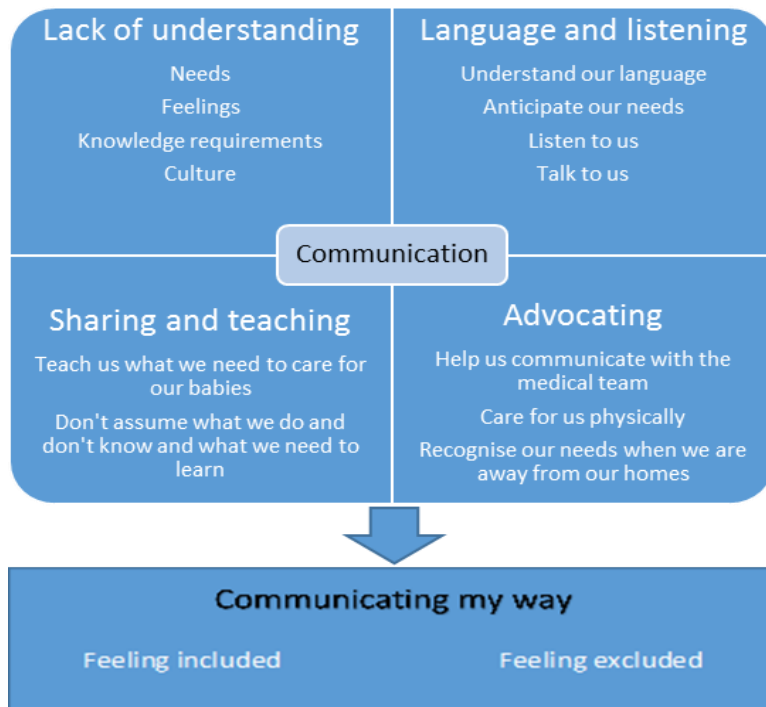 Lack of understanding
Needs
Feelings
Knowledge requirements
Culture
Language and listening
Understand our language
Anticipate our needs
Listen to us
Talk to us
Communication
Sharing and teaching
Teach us what we need to care for
our babies
Don't assume what we do and
don't know and what we need to
learn
Advocating
Help us communicate with the
medical team
Care for us physically
Recognise our needs when we are
away from our homes
Communicating my way
Feeling included
Feeling excluded